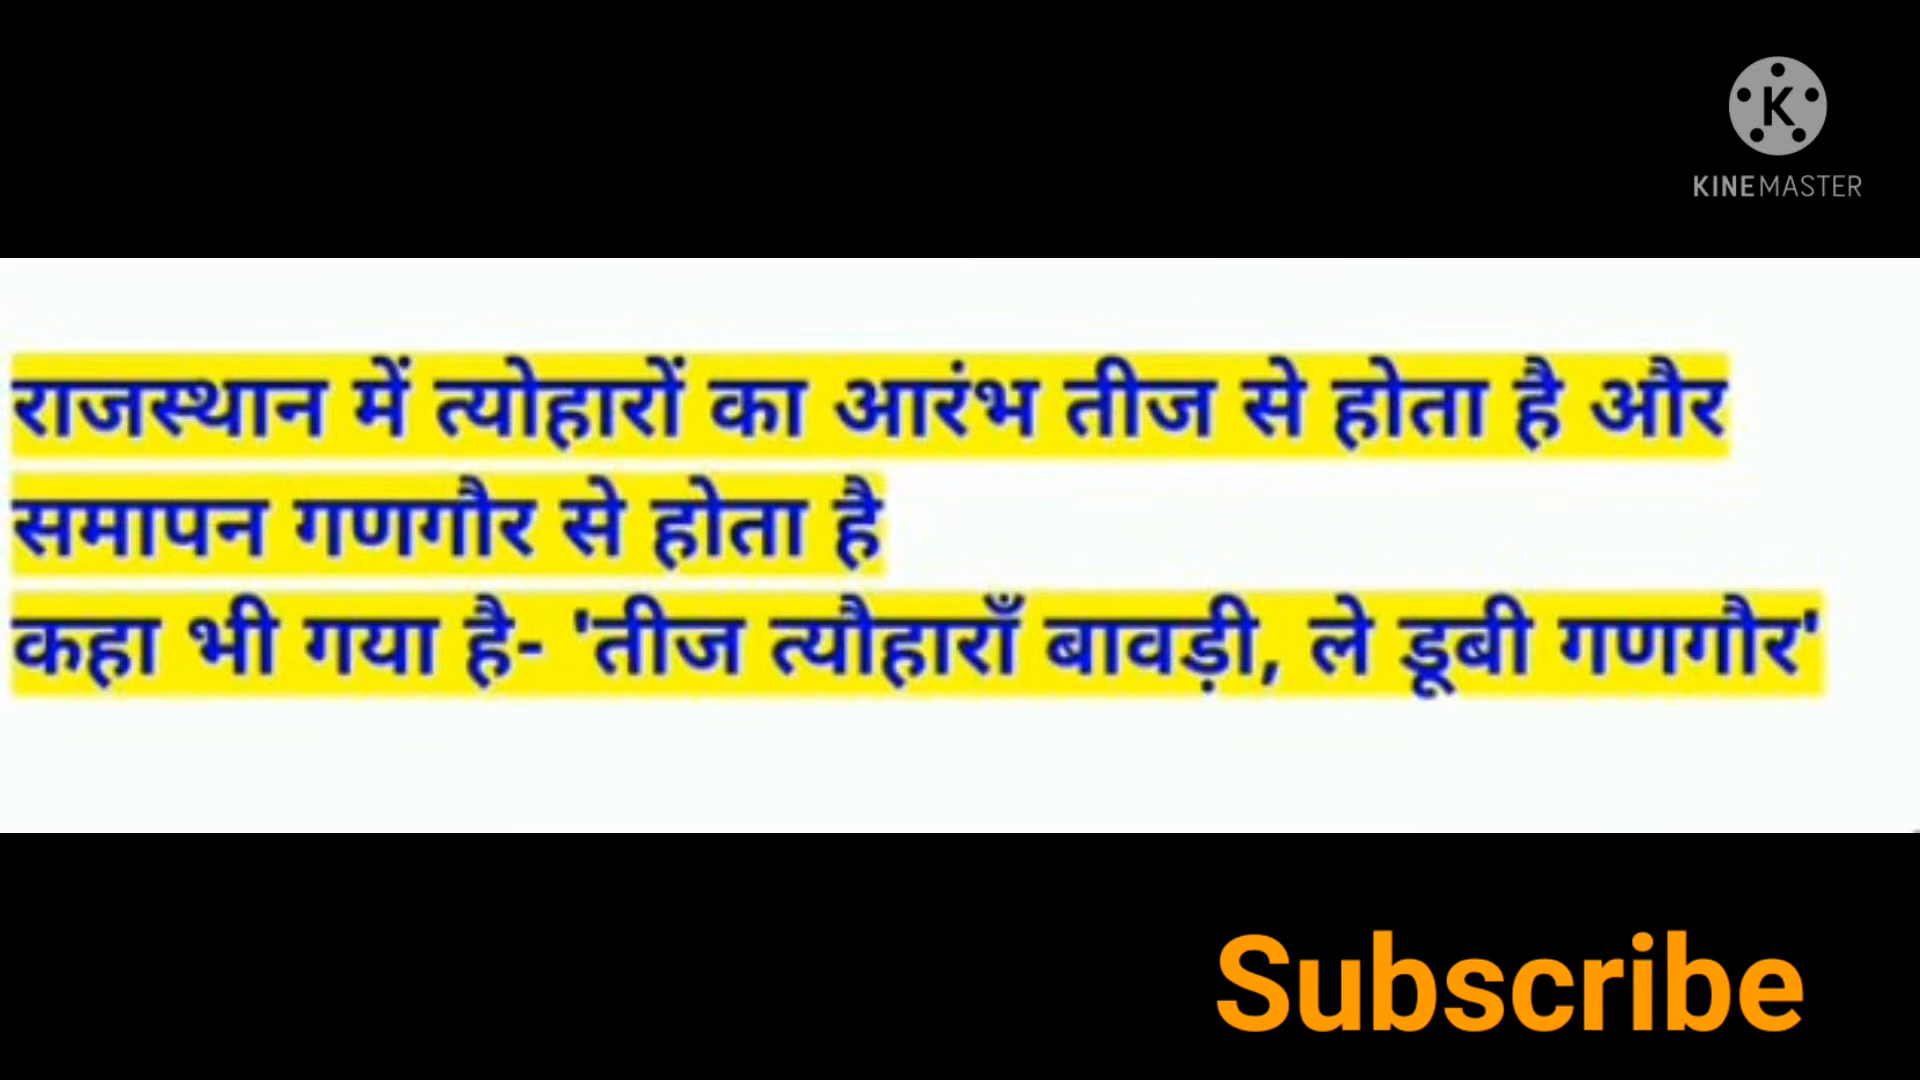 K
KINEMASTER
राजस्थान में त्योहारों का आरंभ तीज से होता है और
समापन गणगौर से होता है
कहा भी गया है- 'तीज त्यौहाराँ बावड़ी, ले डूबी गणगौर'
Subscribe